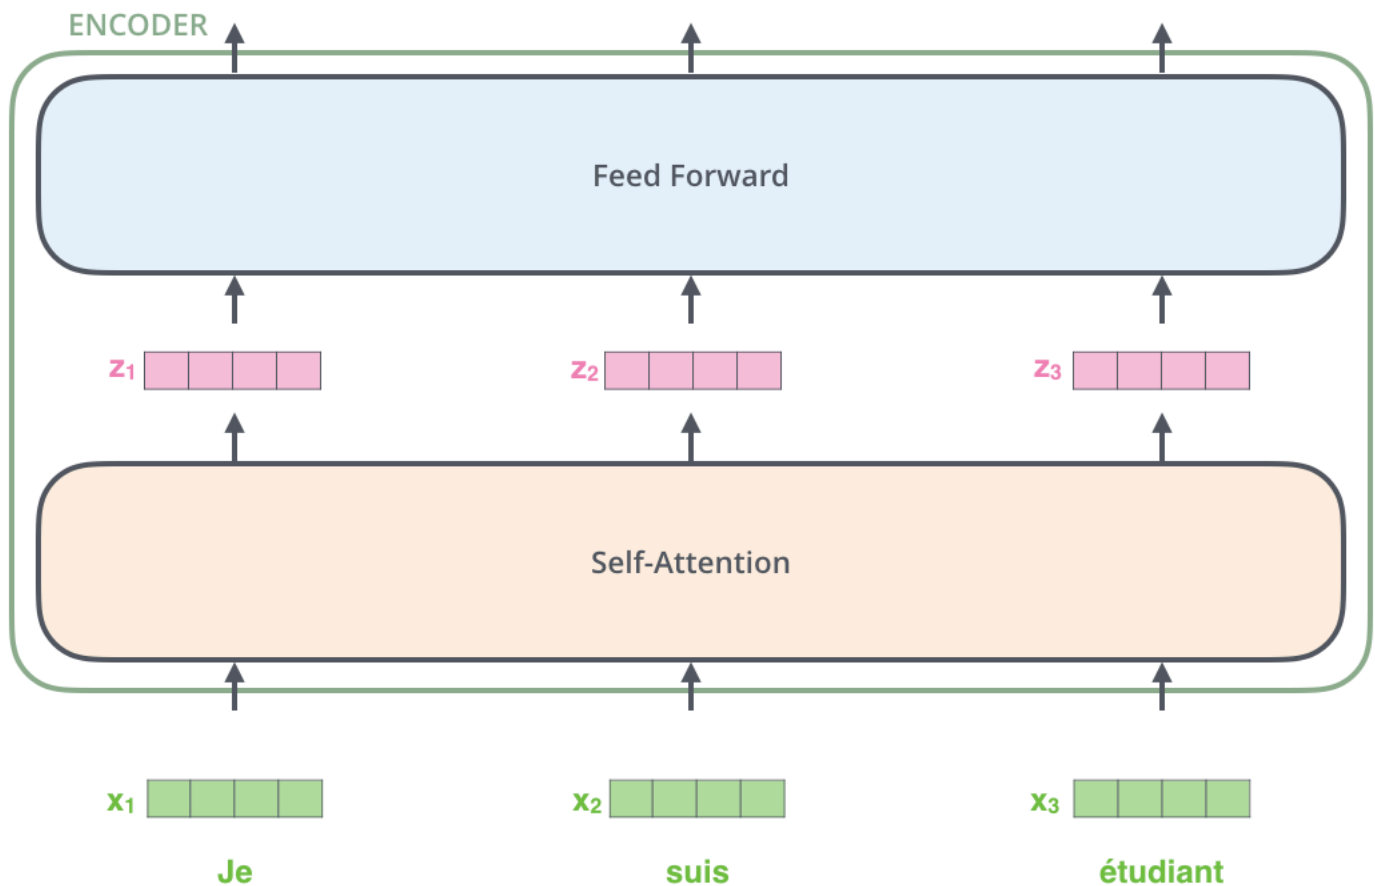 ENCODER
Feed Forward
z₁ z₂ z₃
Self-Attention
x₁ x₂ x₃
Je suis étudiant